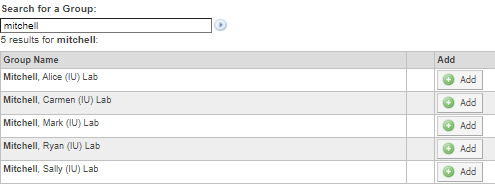 Search for a Group:
mitchell
5 results for mitchell:
Group Name Add
Mitchell, Alice (IU) Lab Add
Mitchell, Carmen (IU) Lab Add
Mitchell, Mark (IU) Lab Add
Mitchell, Ryan (IU) Lab Add
Mitchell, Sally (IU) Lab Add